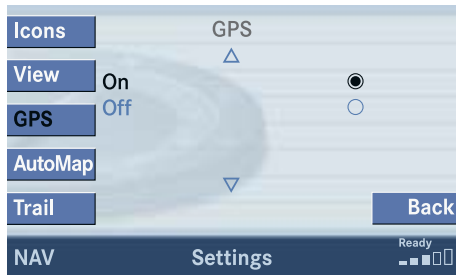 Icons
GPS
View
On
Off
GPS
AutoMap
Trail
Back
NAV
Settings
Ready